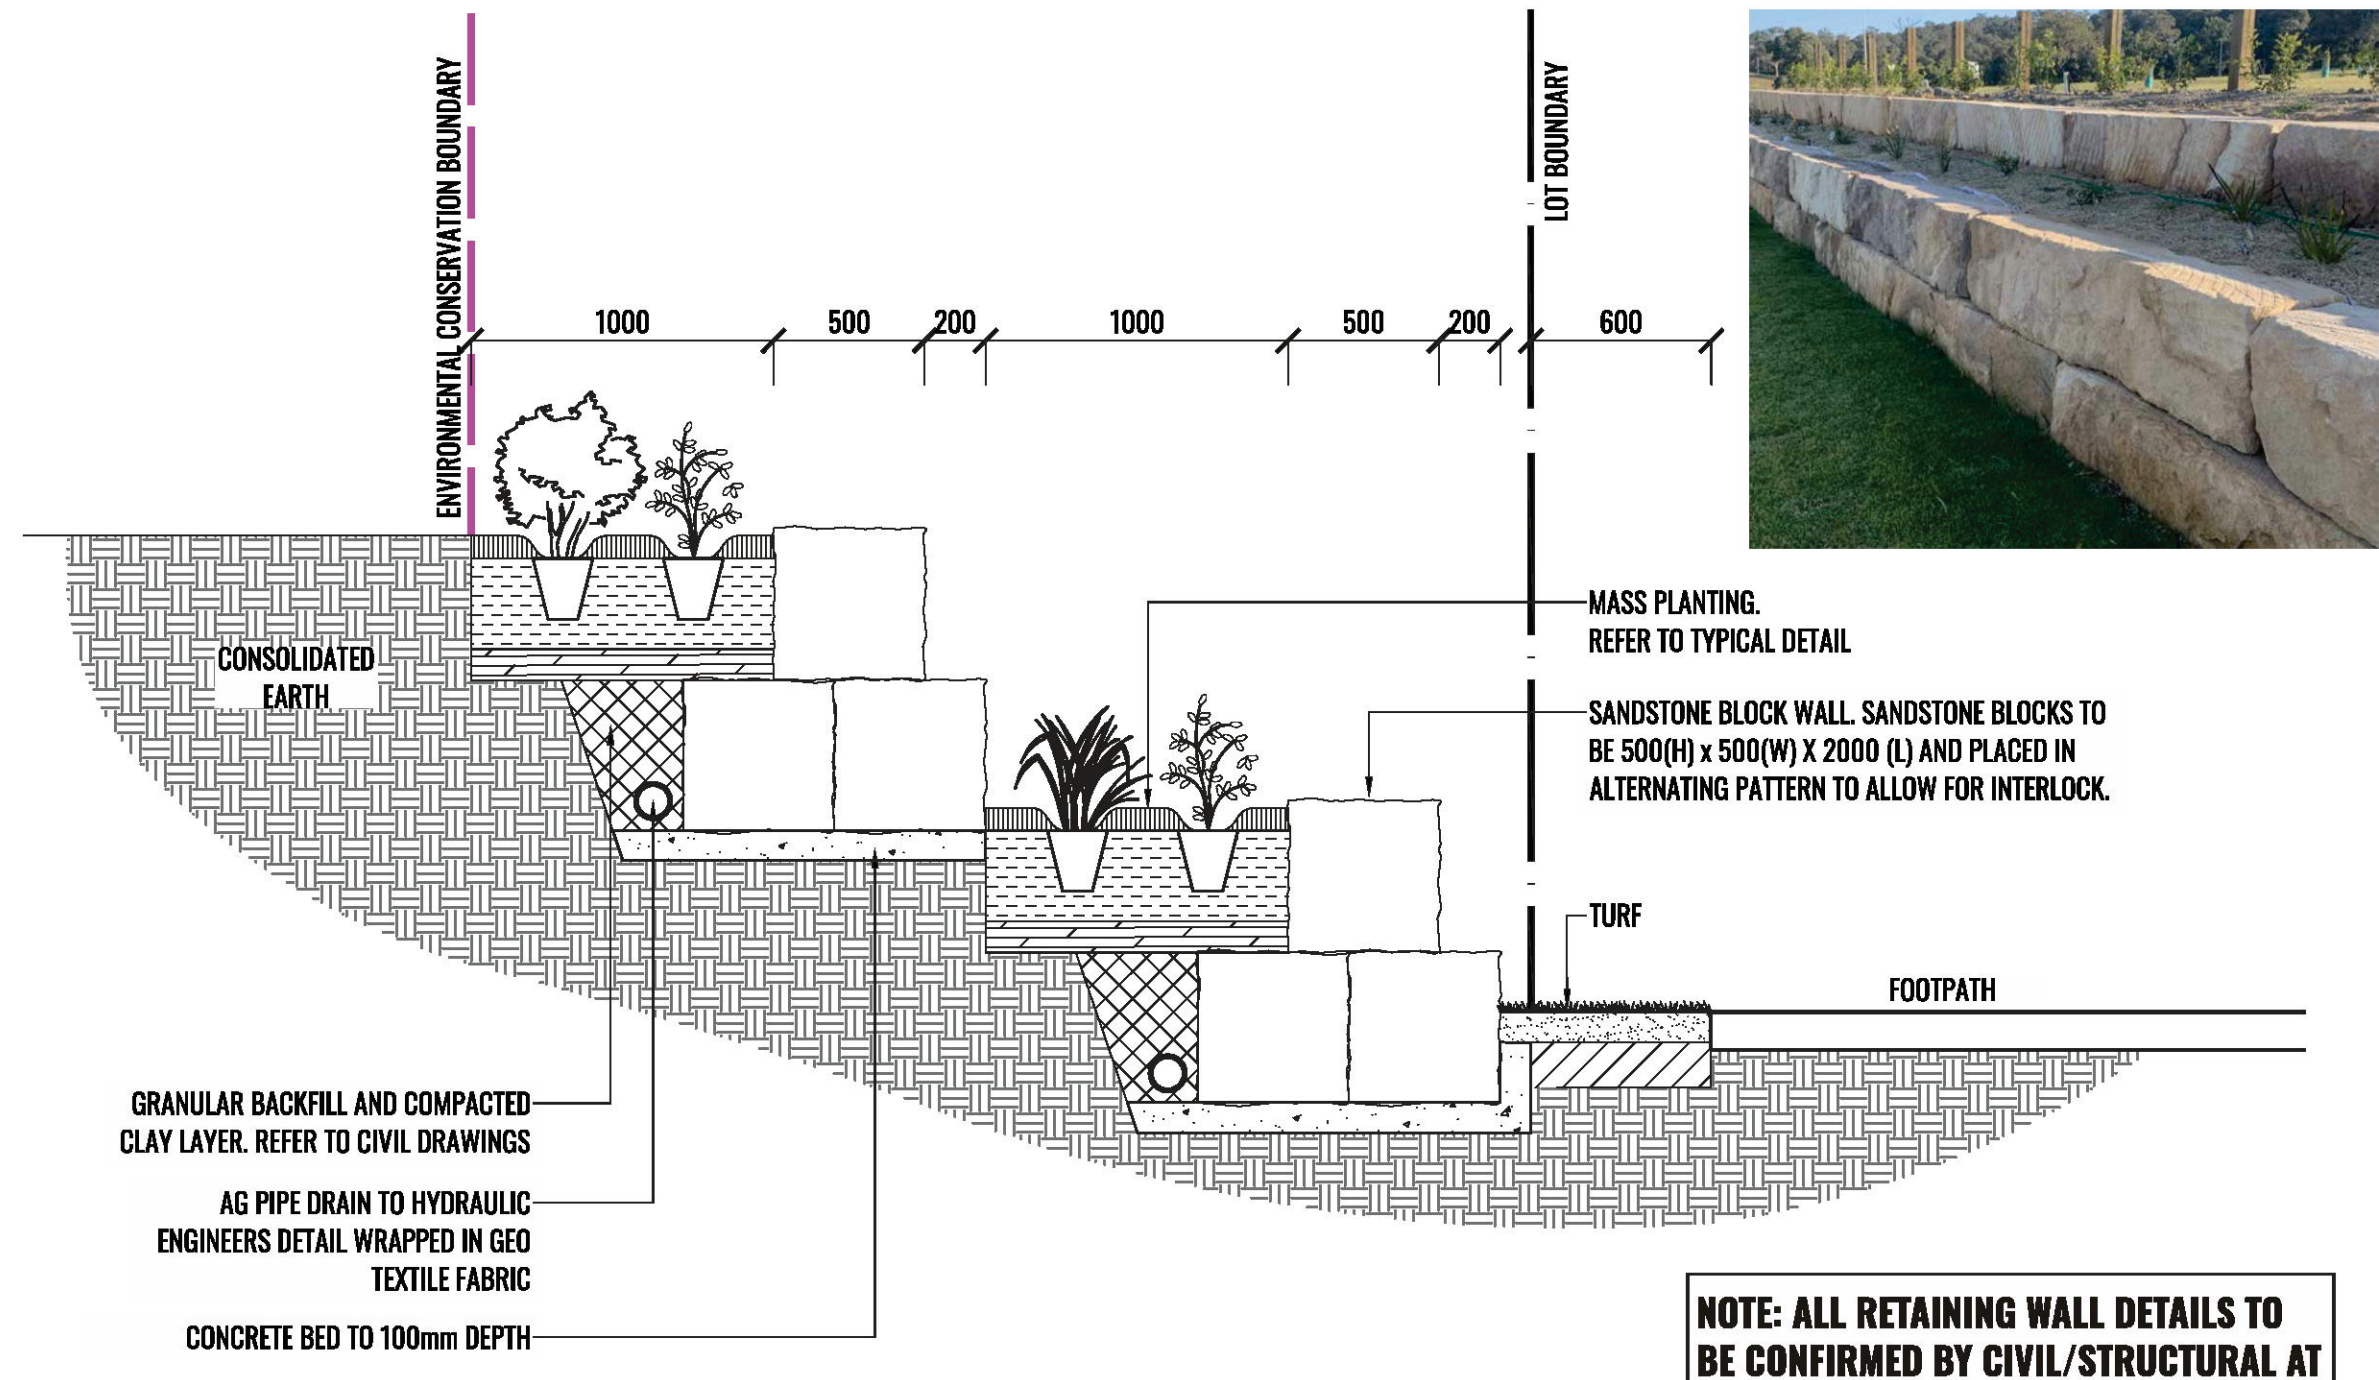 ENVIRONMENTAL CONSERVATION BOUNDARY
LOT BOUNDARY
1000
500
200
1000
500
200
600
CONSOLIDATED
EARTH
MASS PLANTING.
REFER TO TYPICAL DETAIL
SANDSTONE BLOCK WALL. SANDSTONE BLOCKS TO
BE 500(H) x 500(W) X 2000 (L) AND PLACED IN
ALTERNATING PATTERN TO ALLOW FOR INTERLOCK.
TURF
FOOTPATH
GRANULAR BACKFILL AND COMPACTED
CLAY LAYER. REFER TO CIVIL DRAWINGS
AG PIPE DRAIN TO HYDRAULIC
ENGINEERS DETAIL WRAPPED IN GEO
TEXTILE FABRIC
CONCRETE BED TO 100mm DEPTH
NOTE: ALL RETAINING WALL DETAILS TO
BE CONFIRMED BY CIVIL/STRUCTURAL AT